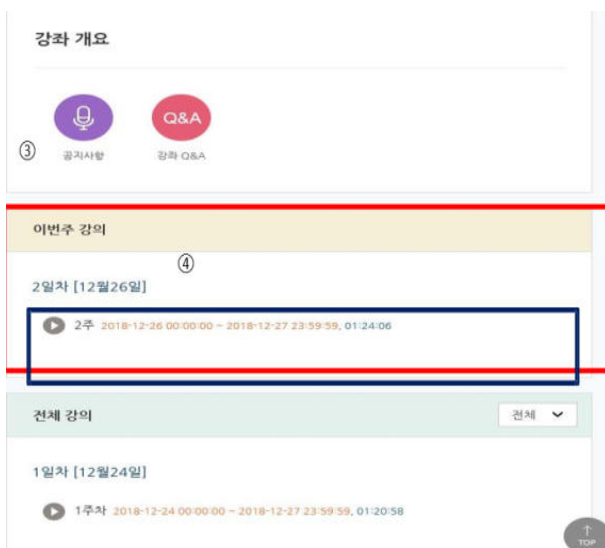 강좌 개요
Q&A
③ 공지사항 강좌 Q&A
이번주 강의
④
2일차 [12월26일]
2주 2018-12-26 00:00:00 ~ 2018-12-27 23:59:59, 01:24:06
전체 강의 전체
1일차 [12월24일]
1주차 2018-12-24 00:00:00 ~ 2018-12-27 23:59:59, 01:20:58
TOP